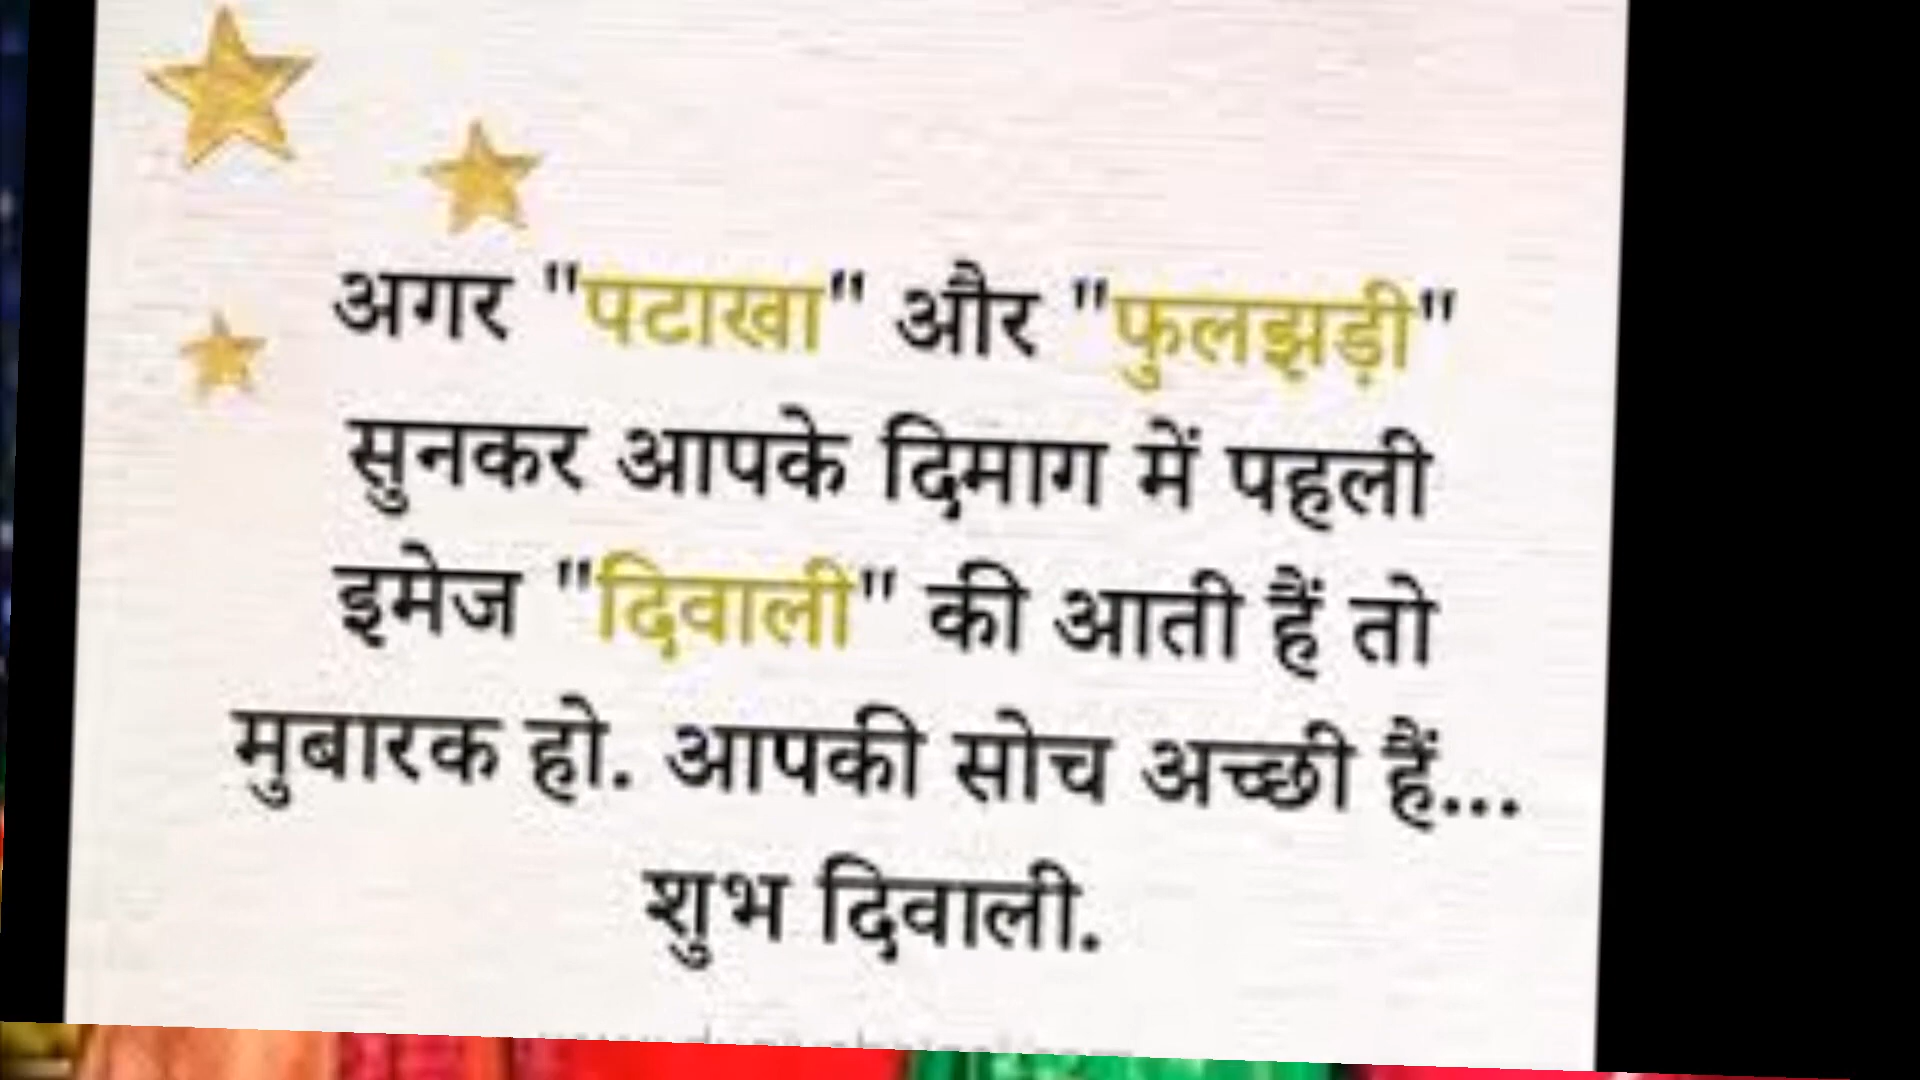 अगर "पटाखा" और "फुलझड़ी"
सुनकर आपके दिमाग में पहली
इमेज "दिवाली" की आती हैं तो
मुबारक हो. आपकी सोच अच्छी हैं...
शुभ दिवाली.